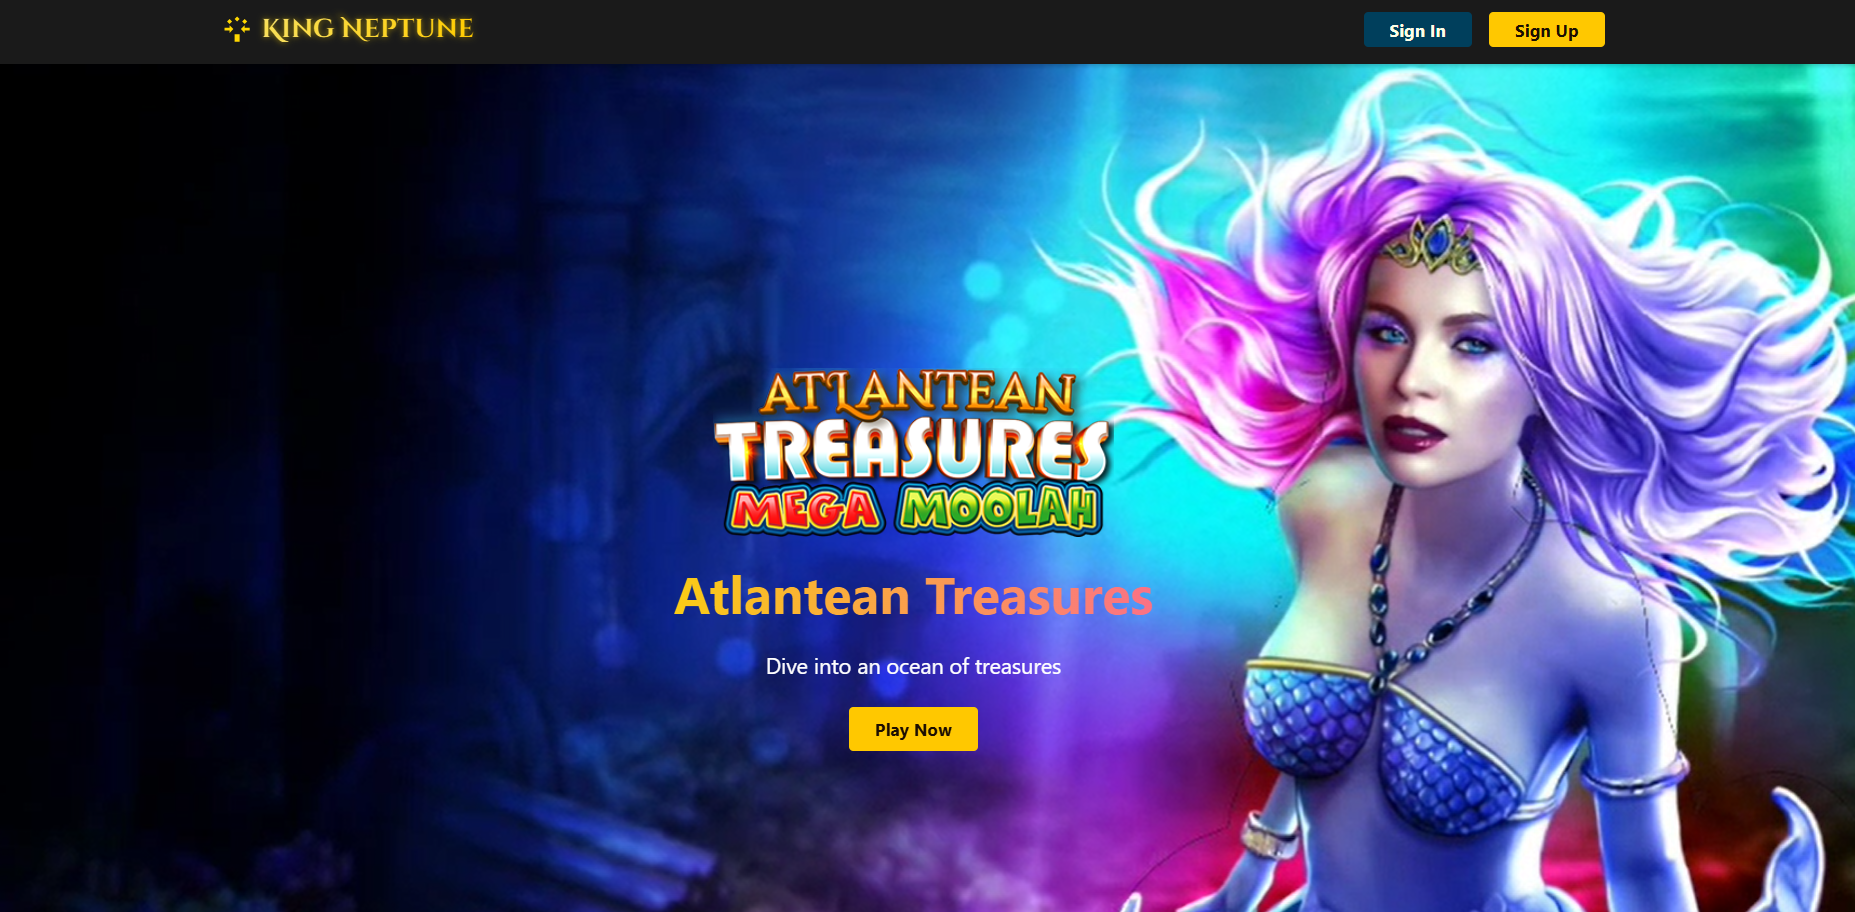 King Neptune
Sign In
Sign Up
ATLANTEAN
TREASURES
MEGA MOOLAH
Atlantean Treasures
Dive into an ocean of treasures
Play Now